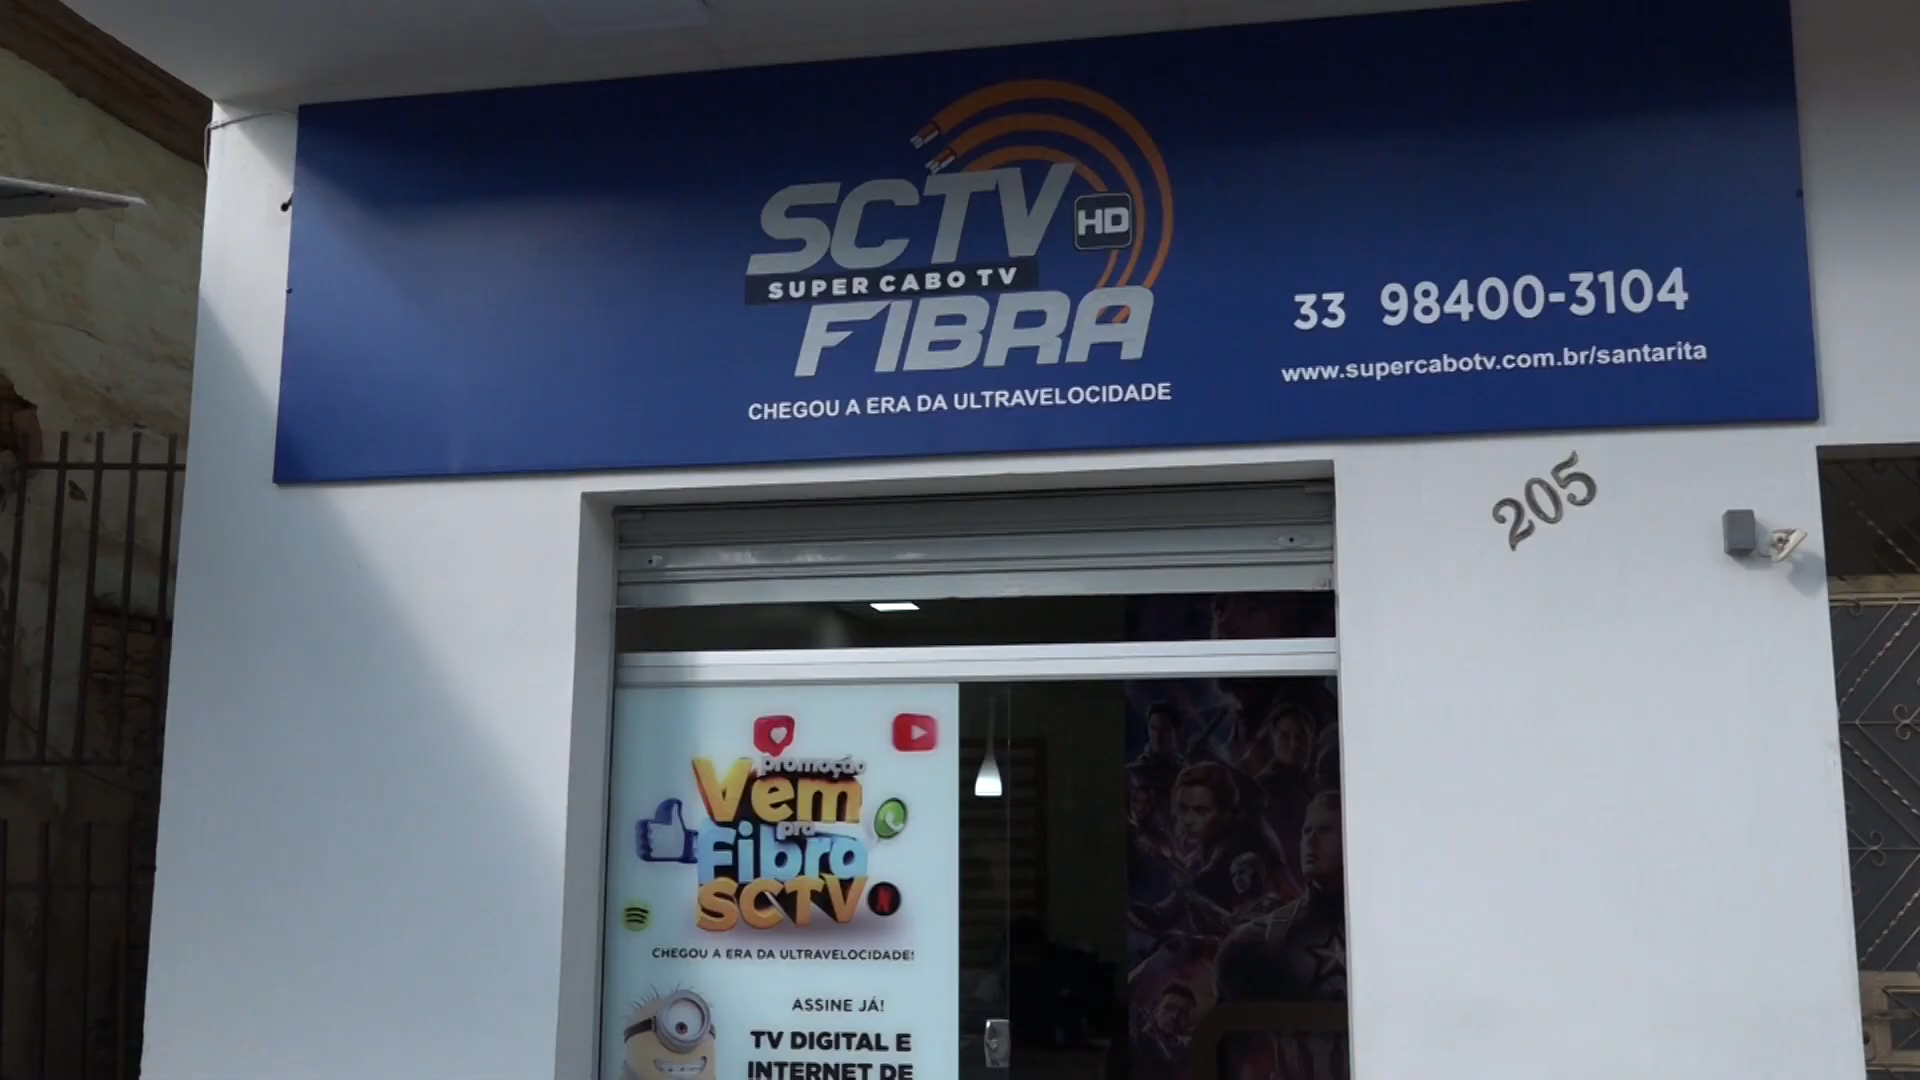 SCTV HD
SUPER CABO TV
FIBRA
CHEGOU A ERA DA ULTRAVELOCIDADE
33 98400-3104
www.supercabotv.com.br/santarita
205
promoção
Vem
pra
Fibra
SCTV
CHEGOU A ERA DA ULTRAVELOCIDADE!
ASSINE JÁ!
TV DIGITAL E
INTERNET DE